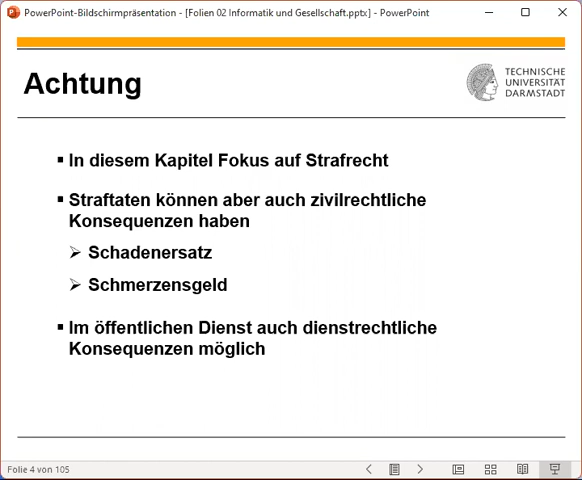 PowerPoint-Bildschirmpräsentation - [Folien 02 Informatik und Gesellschaft.pptx] - PowerPoint
Achtung
TECHNISCHE
UNIVERSITÄT
DARMSTADT
▪ In diesem Kapitel Fokus auf Strafrecht
▪ Straftaten können aber auch zivilrechtliche
Konsequenzen haben
➢ Schadenersatz
➢ Schmerzensgeld
▪ Im öffentlichen Dienst auch dienstrechtliche
Konsequenzen möglich
Folie 4 von 105